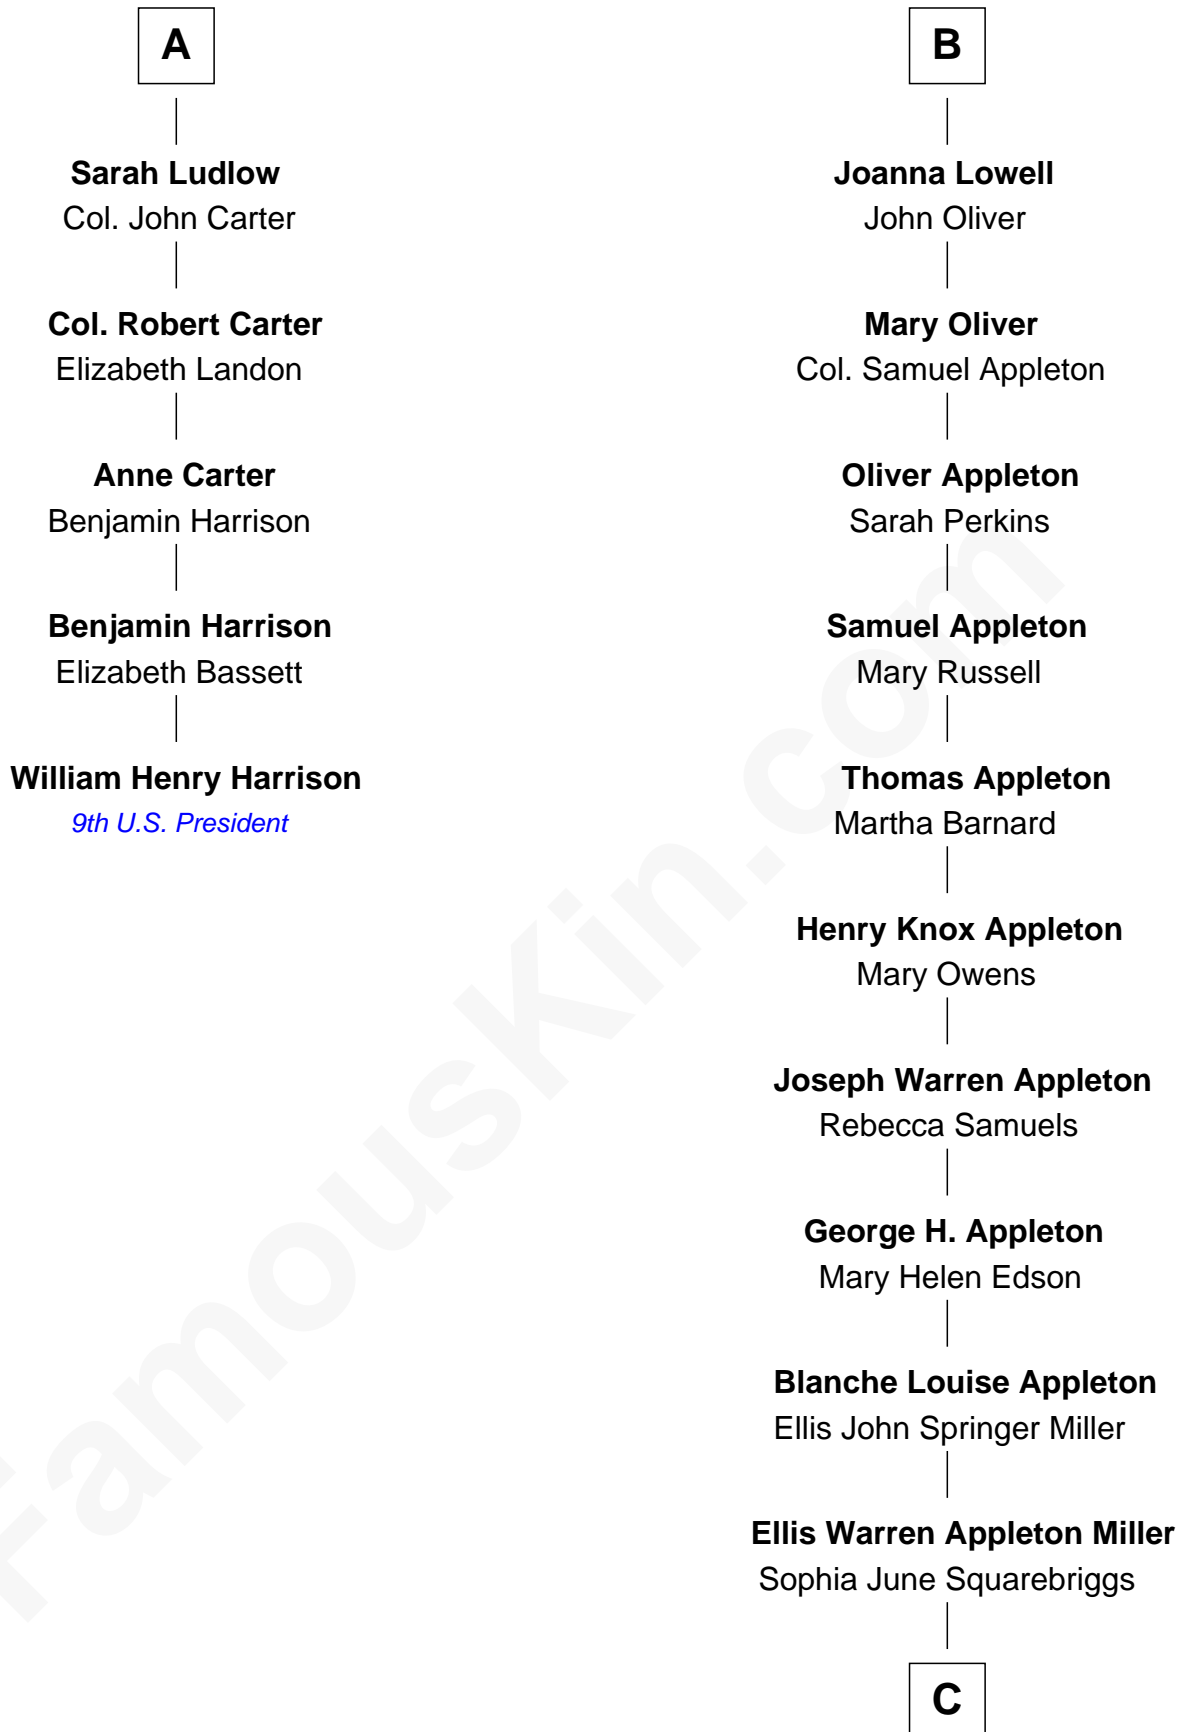 A
Sarah Ludlow
Col. John Carter
Col. Robert Carter
Elizabeth Landon
Anne Carter
Benjamin Harrison
Benjamin Harrison
Elizabeth Bassett
William Henry Harrison
9th U.S. President
B
Joanna Lowell
John Oliver
Mary Oliver
Col. Samuel Appleton
Oliver Appleton
Sarah Perkins
Samuel Appleton
Mary Russell
Thomas Appleton
Martha Barnard
Henry Knox Appleton
Mary Owens
Joseph Warren Appleton
Rebecca Samuels
George H. Appleton
Mary Helen Edson
Blanche Louise Appleton
Ellis John Springer Miller
Ellis Warren Appleton Miller
Sophia June Squarebriggs
C
FamousKin.com